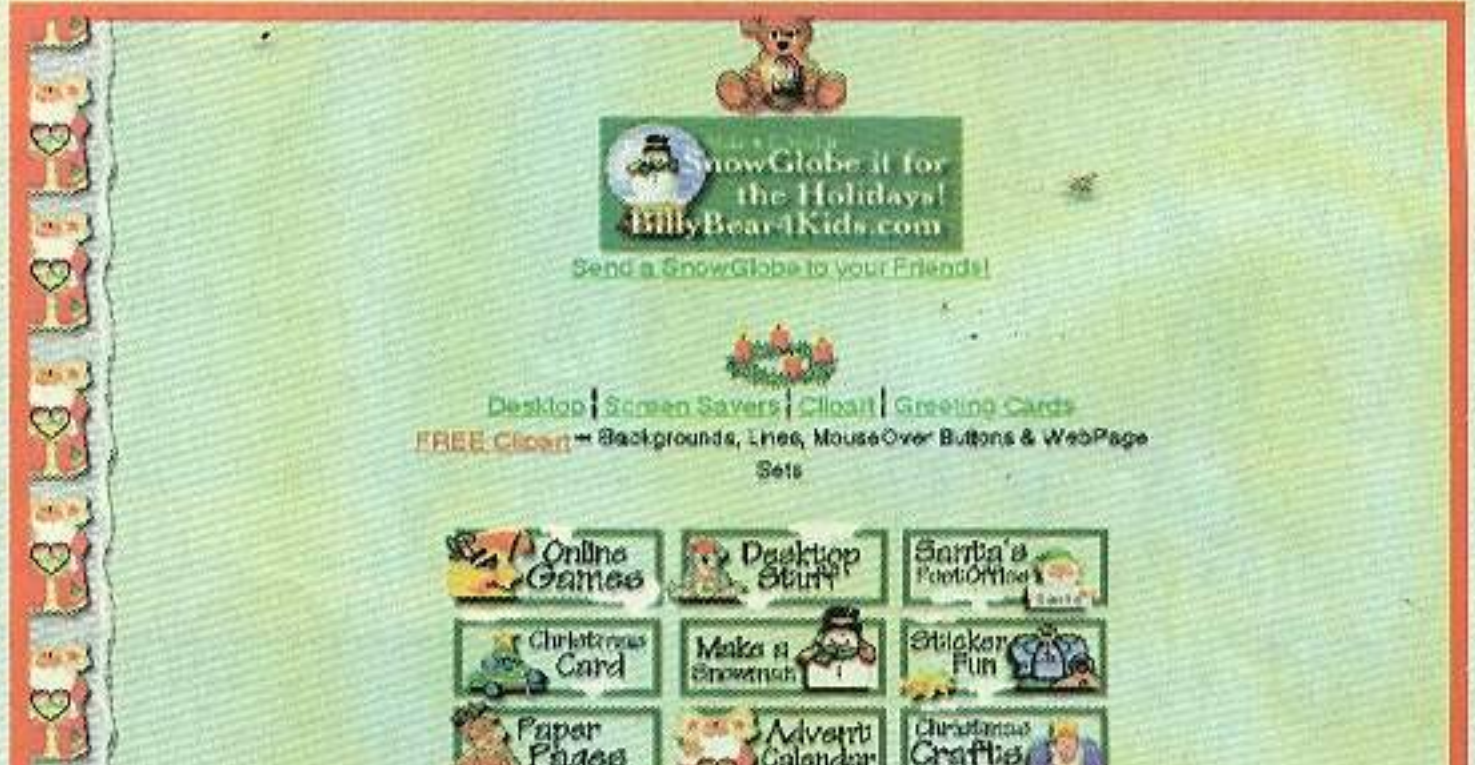 SnowGlobe it for
the Holidays!
BillyBear4Kids.com
Send a SnowGlobe to your Friends!
Desktop | Screen Savers | Clipart | Greeting Cards
FREE Clipart - Backgrounds, Lines, MouseOver Buttons & WebPage
Sets
Online Games
Desktop Stuff
Santa's PostOffice
Santa
Christmas Card
Make a Snowman
Sticker Fun
Paper Pages
Advent Calendar
Christmas Crafts